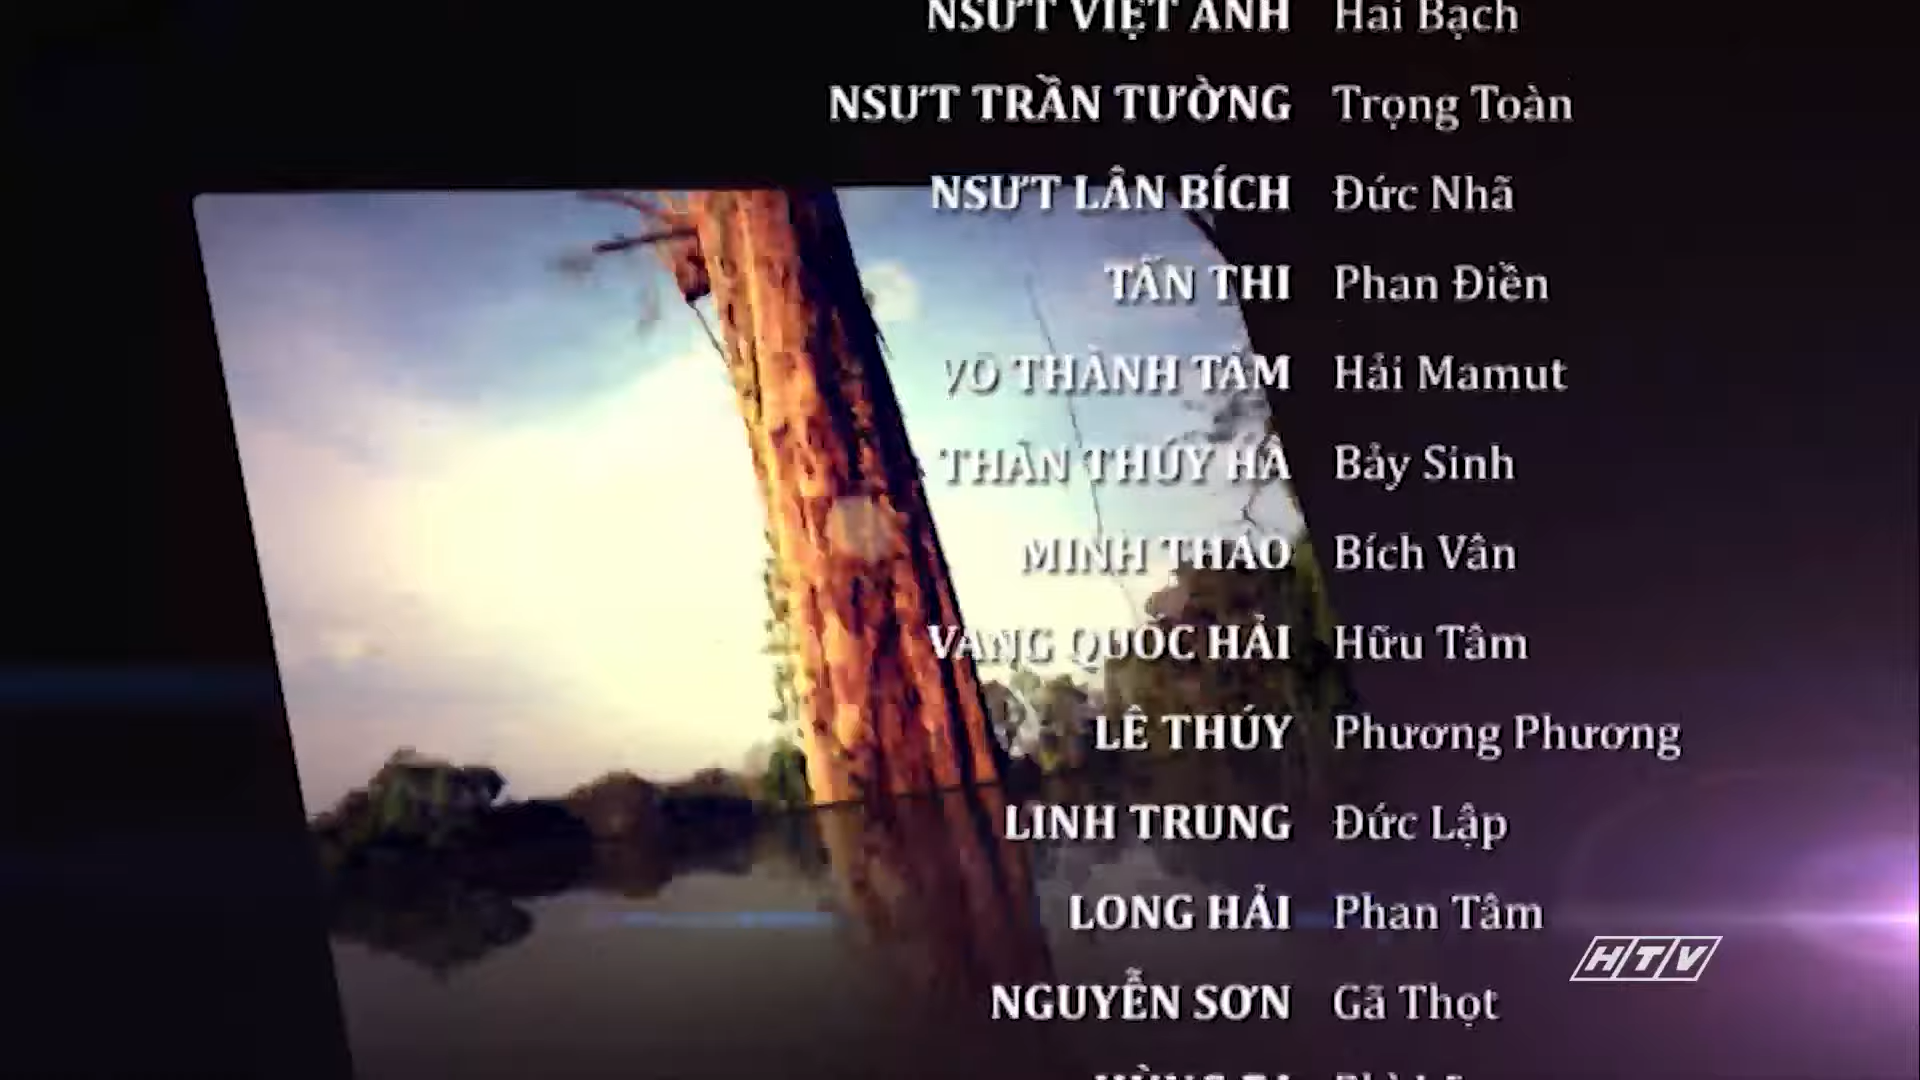 NSƯT VIỆT ANH Hai Bạch
NSƯT TRẦN TƯỜNG Trọng Toàn
NSƯT LÂN BÍCH Đức Nhã
TẤN THI Phan Điền
VÕ THÀNH TÂM Hải Mamut
THÂN THÚY HÀ Bảy Sinh
MINH THẢO Bích Vân
VANG QUỐC HẢI Hữu Tâm
LÊ THÚY Phương Phương
LINH TRUNG Đức Lập
LONG HẢI Phan Tâm
HTV
NGUYỄN SƠN Gã Thọt